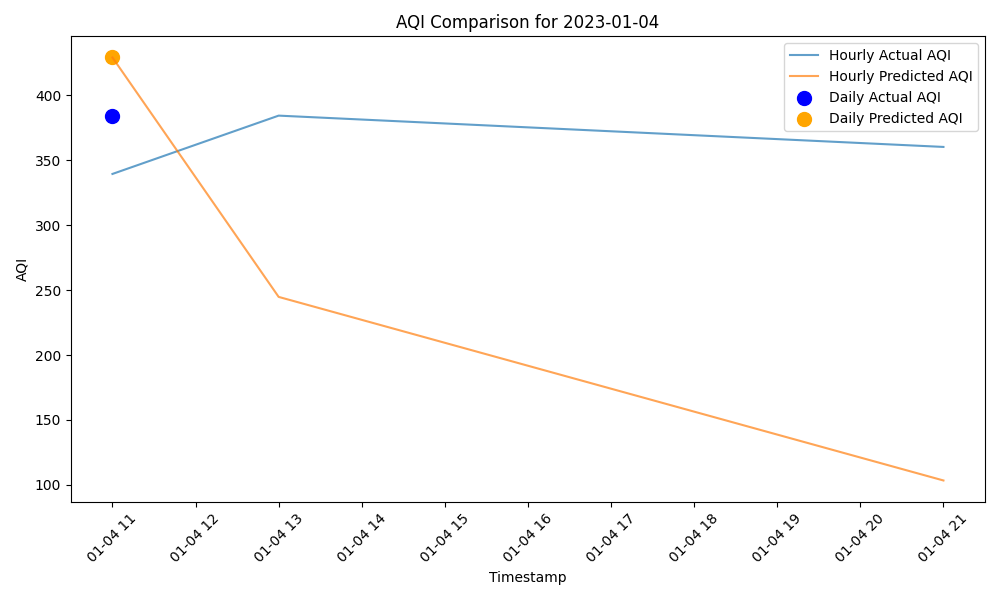 AQI Comparison for 2023-01-04
Hourly Actual AQI
Hourly Predicted AQI
Daily Actual AQI
Daily Predicted AQI
AQI
400
350
300
250
200
150
100
01-04 11
01-04 12
01-04 13
01-04 14
01-04 15
01-04 16
01-04 17
01-04 18
01-04 19
01-04 20
01-04 21
Timestamp